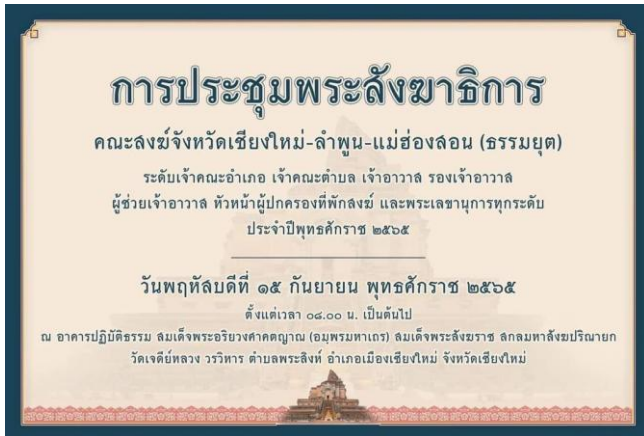 การประชุมพระสังฆาธิการ
คณะสงฆ์จังหวัดเชียงใหม่-ลำพูน-แม่ฮ่องสอน (ธรรมยุต)
ระดับเจ้าคณะอำเภอ เจ้าคณะตำบล เจ้าอาวาส รองเจ้าอาวาส
ผู้ช่วยเจ้าอาวาส หัวหน้าผู้ปกครองที่พักสงฆ์ และพระเลขานุการทุกระดับ
ประจำปีพุทธศักราช ๒๕๖๕
วันพฤหัสบดีที่ ๑๕ กันยายน พุทธศักราช ๒๕๖๕
ตั้งแต่เวลา ๐๘.๐๐ น. เป็นต้นไป
ณ อาคารปฏิบัติธรรม สมเด็จพระอริยวงศาคตญาณ (อมฺพรมหาเถร) สมเด็จพระสังฆราช สกลมหาสังฆปริณายก
วัดเจดีย์หลวง วรวิหาร ตำบลพระสิงห์ อำเภอเมืองเชียงใหม่ จังหวัดเชียงใหม่